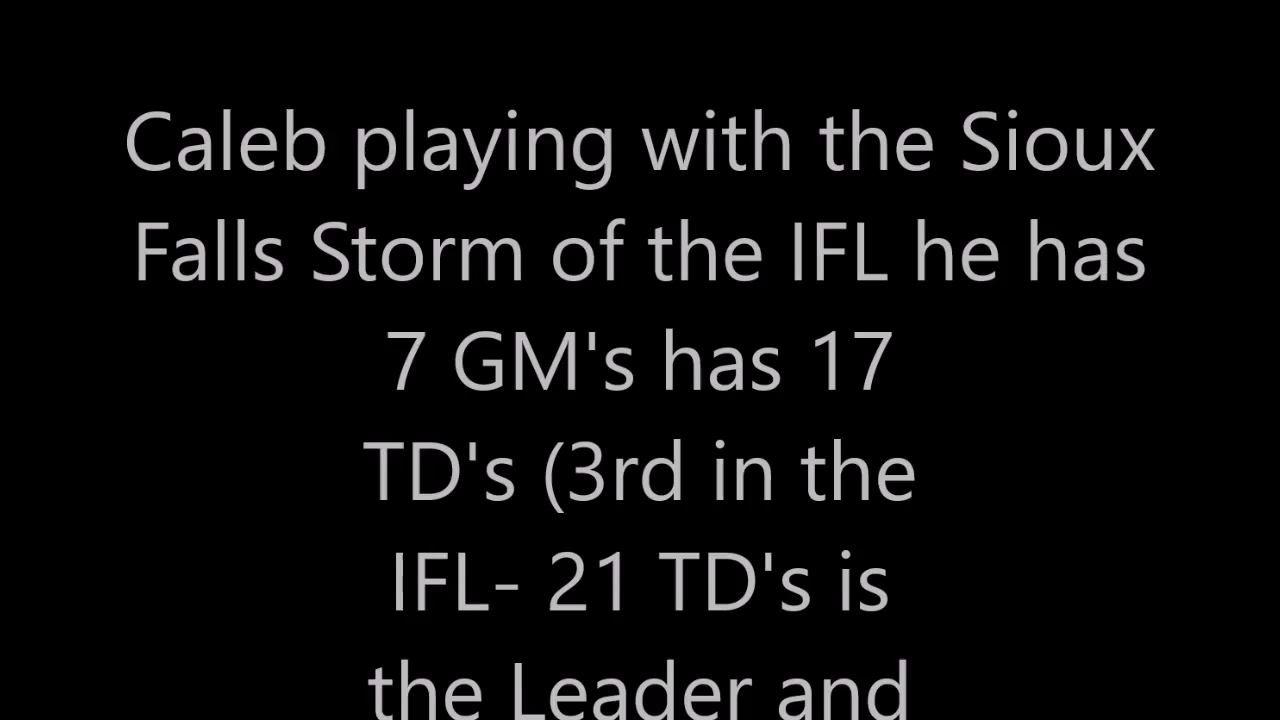 Caleb playing with the Sioux
Falls Storm of the IFL he has
7 GM's has 17
TD's (3rd in the
IFL- 21 TD's is
the Leader and